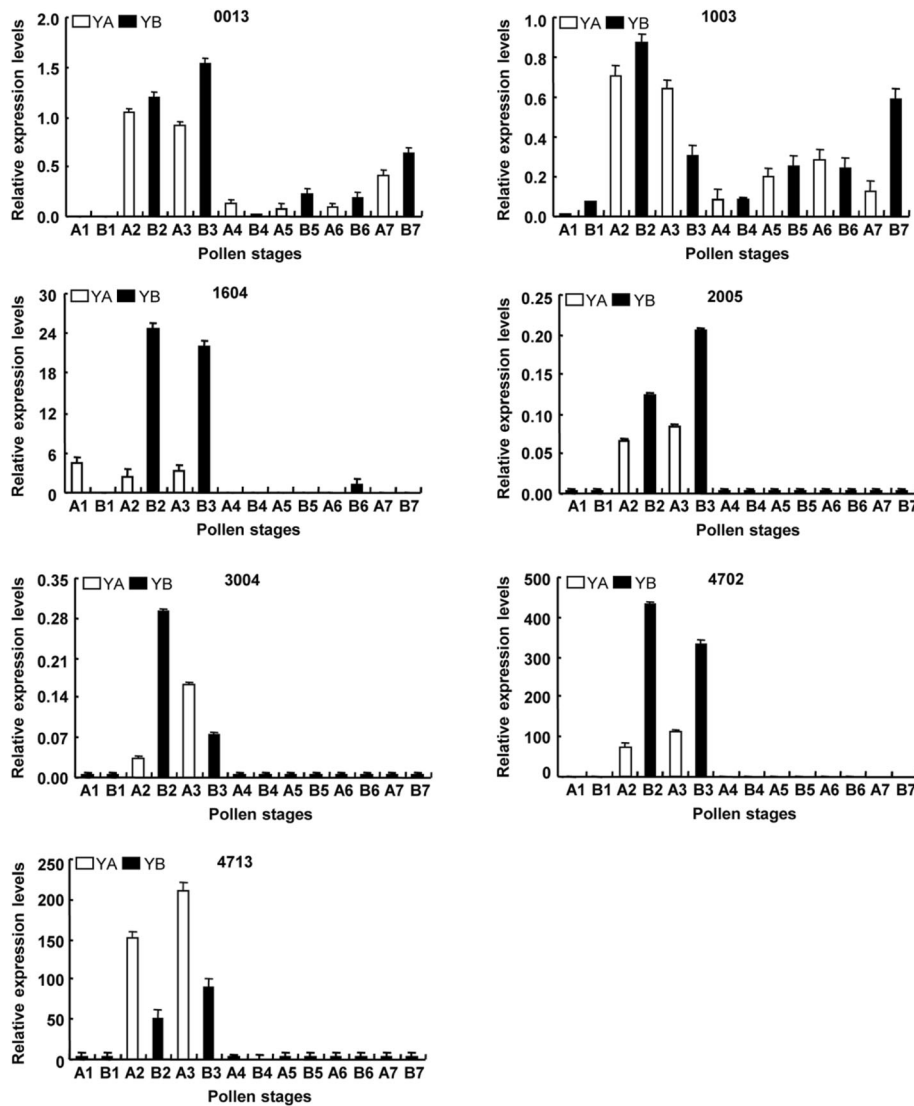 YA YB 0013
Relative expression levels
2.0
1.5
1.0
0.5
0.0
A1 B1 A2 B2 A3 B3 A4 B4 A5 B5 A6 B6 A7 B7
Pollen stages
YA YB 1003
Relative expression levels
1.0
0.8
0.6
0.4
0.2
0.0
A1 B1 A2 B2 A3 B3 A4 B4 A5 B5 A6 B6 A7 B7
Pollen stages
YA YB 1604
Relative expression levels
30
24
18
12
6
0
A1 B1 A2 B2 A3 B3 A4 B4 A5 B5 A6 B6 A7 B7
Pollen stages
YA YB 2005
Relative expression levels
0.25
0.20
0.15
0.10
0.05
0.00
A1 B1 A2 B2 A3 B3 A4 B4 A5 B5 A6 B6 A7 B7
Pollen stages
YA YB 3004
Relative expression levels
0.35
0.28
0.21
0.14
0.07
0.00
A1 B1 A2 B2 A3 B3 A4 B4 A5 B5 A6 B6 A7 B7
Pollen stages
YA YB 4702
Relative expression levels
500
400
300
200
100
0
A1 B1 A2 B2 A3 B3 A4 B4 A5 B5 A6 B6 A7 B7
Pollen stages
YA YB 4713
Relative expression levels
250
200
150
100
50
0
A1 B1 A2 B2 A3 B3 A4 B4 A5 B5 A6 B6 A7 B7
Pollen stages